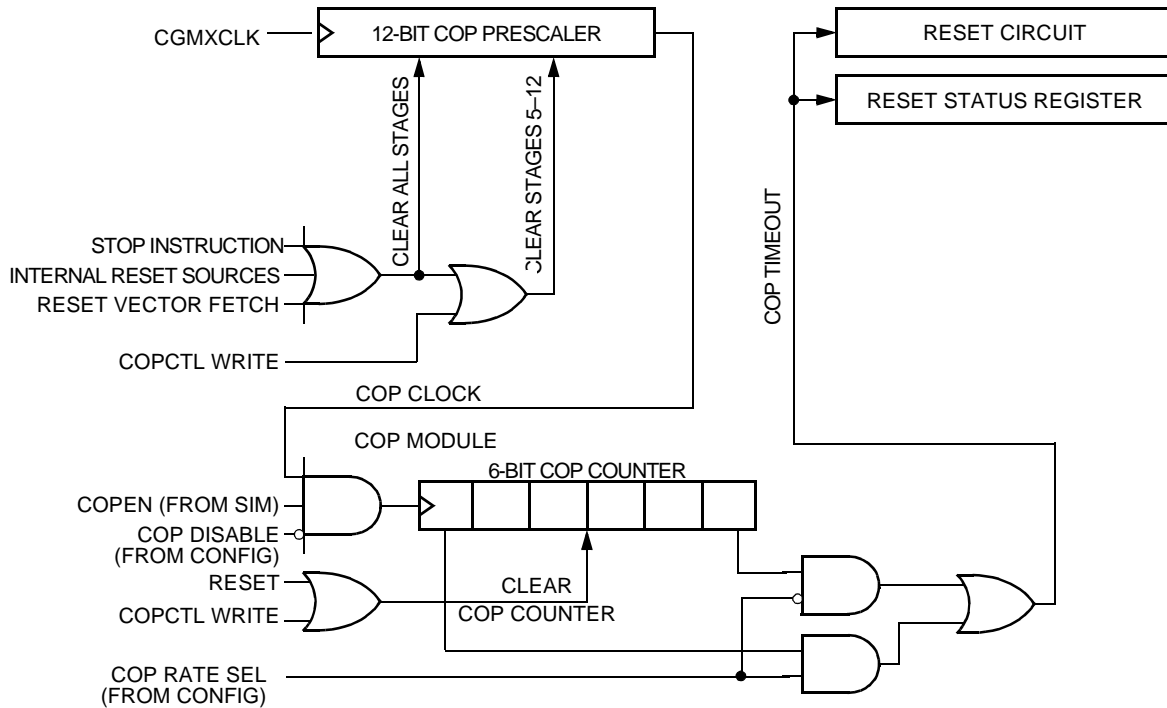 CGMXCLK
12-BIT COP PRESCALER
RESET CIRCUIT
RESET STATUS REGISTER
CLEAR ALL STAGES
CLEAR STAGES 5–12
COP TIMEOUT
STOP INSTRUCTION
INTERNAL RESET SOURCES
RESET VECTOR FETCH
COPCTL WRITE
COP CLOCK
COP MODULE
6-BIT COP COUNTER
COPEN (FROM SIM)
COP DISABLE
(FROM CONFIG)
RESET
COPCTL WRITE
CLEAR
COP COUNTER
COP RATE SEL
(FROM CONFIG)